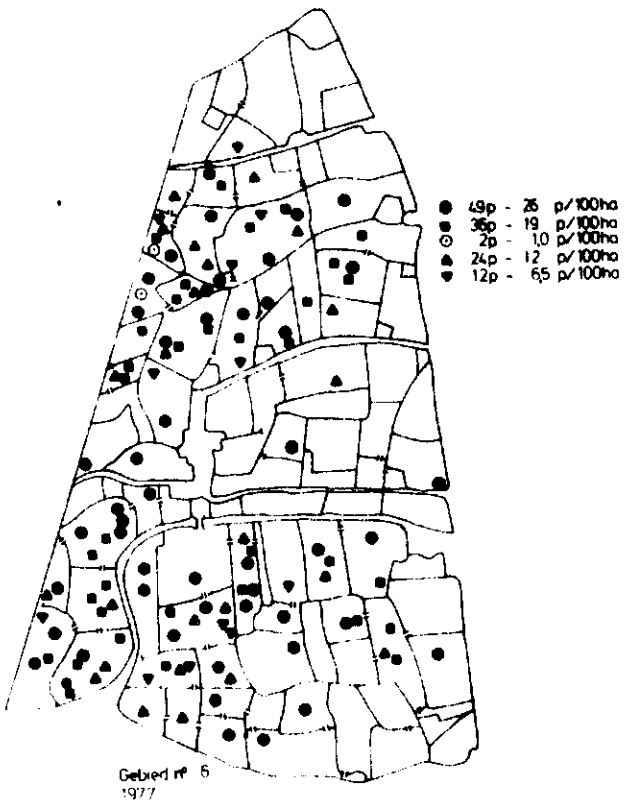 49p - 26 p/100ha
36p - 19 p/100ha
2p - 1,0 p/100ha
24p - 12 p/100ha
12p - 6,5 p/100ha
Gebied nº 6
1977